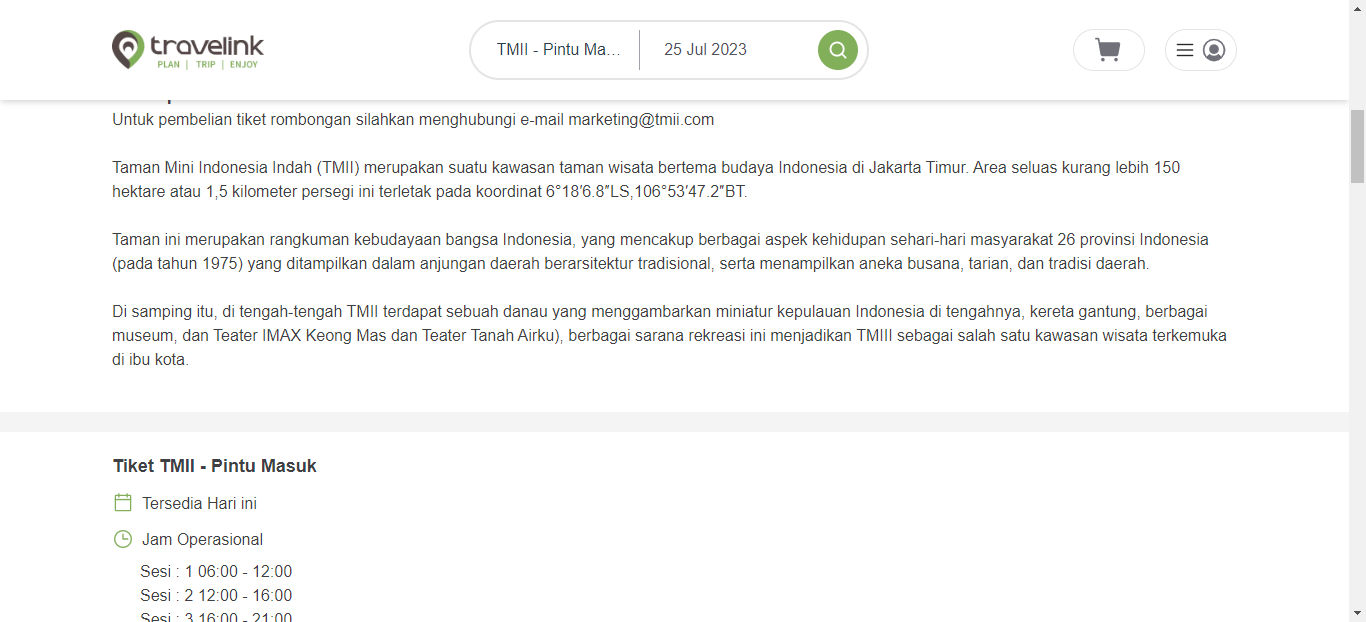 travelink
PLAN | TRIP | ENJOY
TMII - Pintu Ma...
25 Jul 2023
Untuk pembelian tiket rombongan silahkan menghubungi e-mail marketing@tmii.com
Taman Mini Indonesia Indah (TMII) merupakan suatu kawasan taman wisata bertema budaya Indonesia di Jakarta Timur. Area seluas kurang lebih 150
hektare atau 1,5 kilometer persegi ini terletak pada koordinat 6°18′6.8″LS,106°53′47.2″BT.
Taman ini merupakan rangkuman kebudayaan bangsa Indonesia, yang mencakup berbagai aspek kehidupan sehari-hari masyarakat 26 provinsi Indonesia
(pada tahun 1975) yang ditampilkan dalam anjungan daerah berarsitektur tradisional, serta menampilkan aneka busana, tarian, dan tradisi daerah.
Di samping itu, di tengah-tengah TMII terdapat sebuah danau yang menggambarkan miniatur kepulauan Indonesia di tengahnya, kereta gantung, berbagai
museum, dan Teater IMAX Keong Mas dan Teater Tanah Airku), berbagai sarana rekreasi ini menjadikan TMIII sebagai salah satu kawasan wisata terkemuka
di ibu kota.
Tiket TMII - Pintu Masuk
Tersedia Hari ini
Jam Operasional
Sesi : 1 06:00 - 12:00
Sesi : 2 12:00 - 16:00
Sesi : 3 16:00 - 21:00